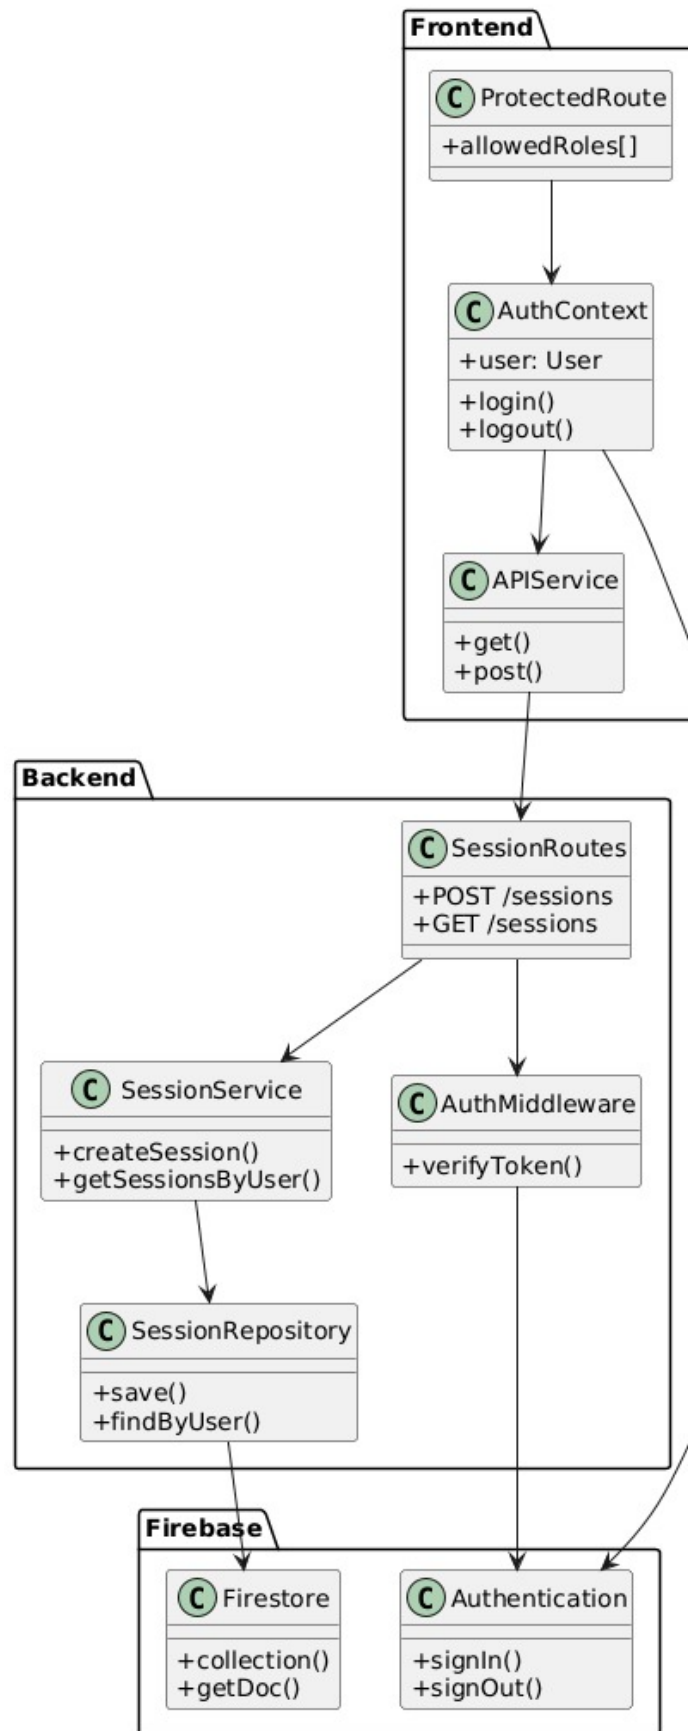 Frontend
C ProtectedRoute
+allowedRoles[]
C AuthContext
+user: User
+login()
+logout()
C APIService
+get()
+post()
Backend
C SessionRoutes
+POST /sessions
+GET /sessions
C SessionService
+createSession()
+getSessionsByUser()
C AuthMiddleware
+verifyToken()
C SessionRepository
+save()
+findByUser()
Firebase
C Firestore
+collection()
+getDoc()
C Authentication
+signIn()
+signOut()